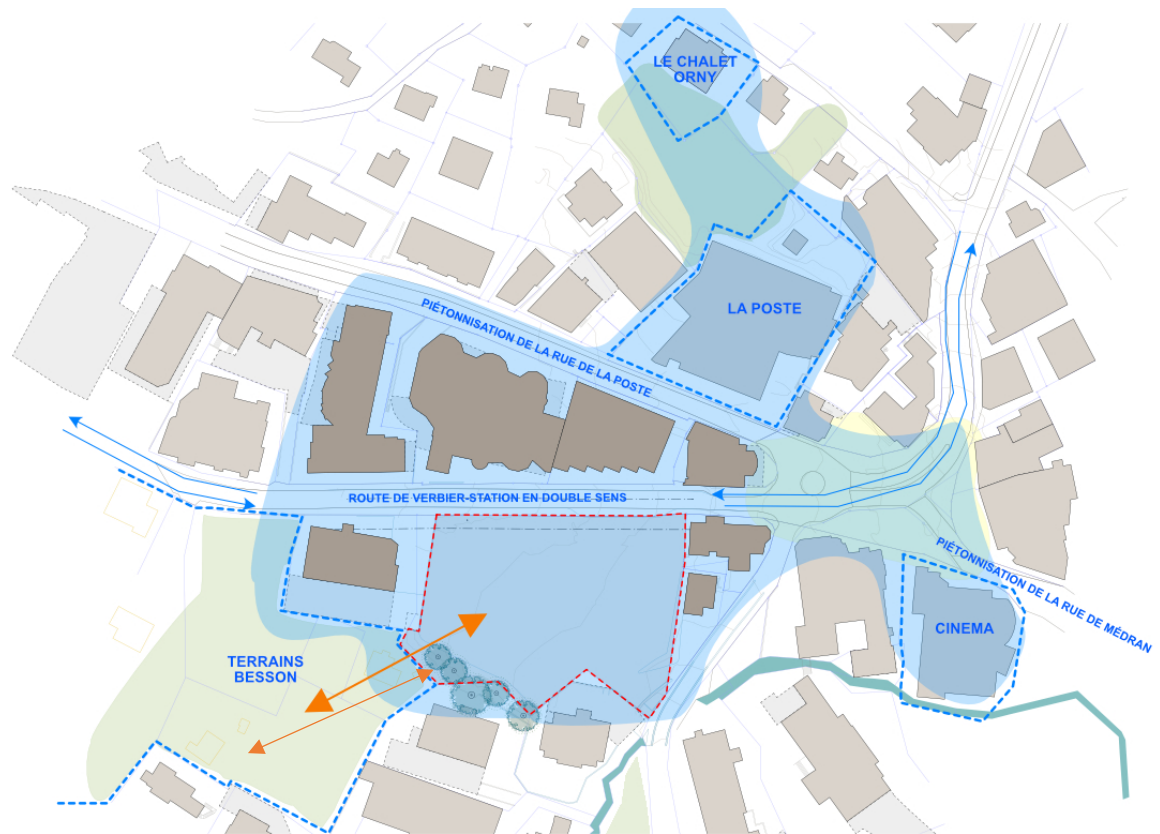 LE CHALET
ORNY
LA POSTE
PIÉTONNISATION DE LA RUE DE LA POSTE
ROUTE DE VERBIER-STATION EN DOUBLE SENS
PIÉTONNISATION DE LA RUE DE MÉDRAN
CINEMA
TERRAINS
BESSON